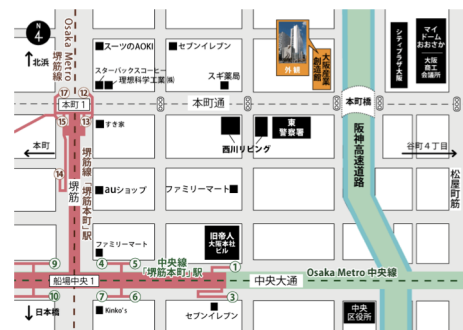 N
4
北浜
Osaka Metro
堺筋線「堺筋本町」駅
スーツのAOKI
セブンイレブン
スターバックスコーヒー
理想科学工業㈱
スギ薬局
外観
大阪産業
創造館
シティプラザ大阪
マイ
ドーム
おおさか
大阪
商工
会議所
17
12
本町1
本町通
本町橋
15
13
すき家
西川リビング
東
警察署
阪神高速道路
本町
谷町4丁目
松屋町筋
14
堺筋
auショップ
ファミリーマート
ファミリーマート
旧帝人
大阪本社
ビル
中央線
「堺筋本町」駅
9
4
5
1
船場中央1
中央大通
Osaka Metro 中央線
10
7
6
3
日本橋
Kinko's
セブンイレブン
中央
区役所